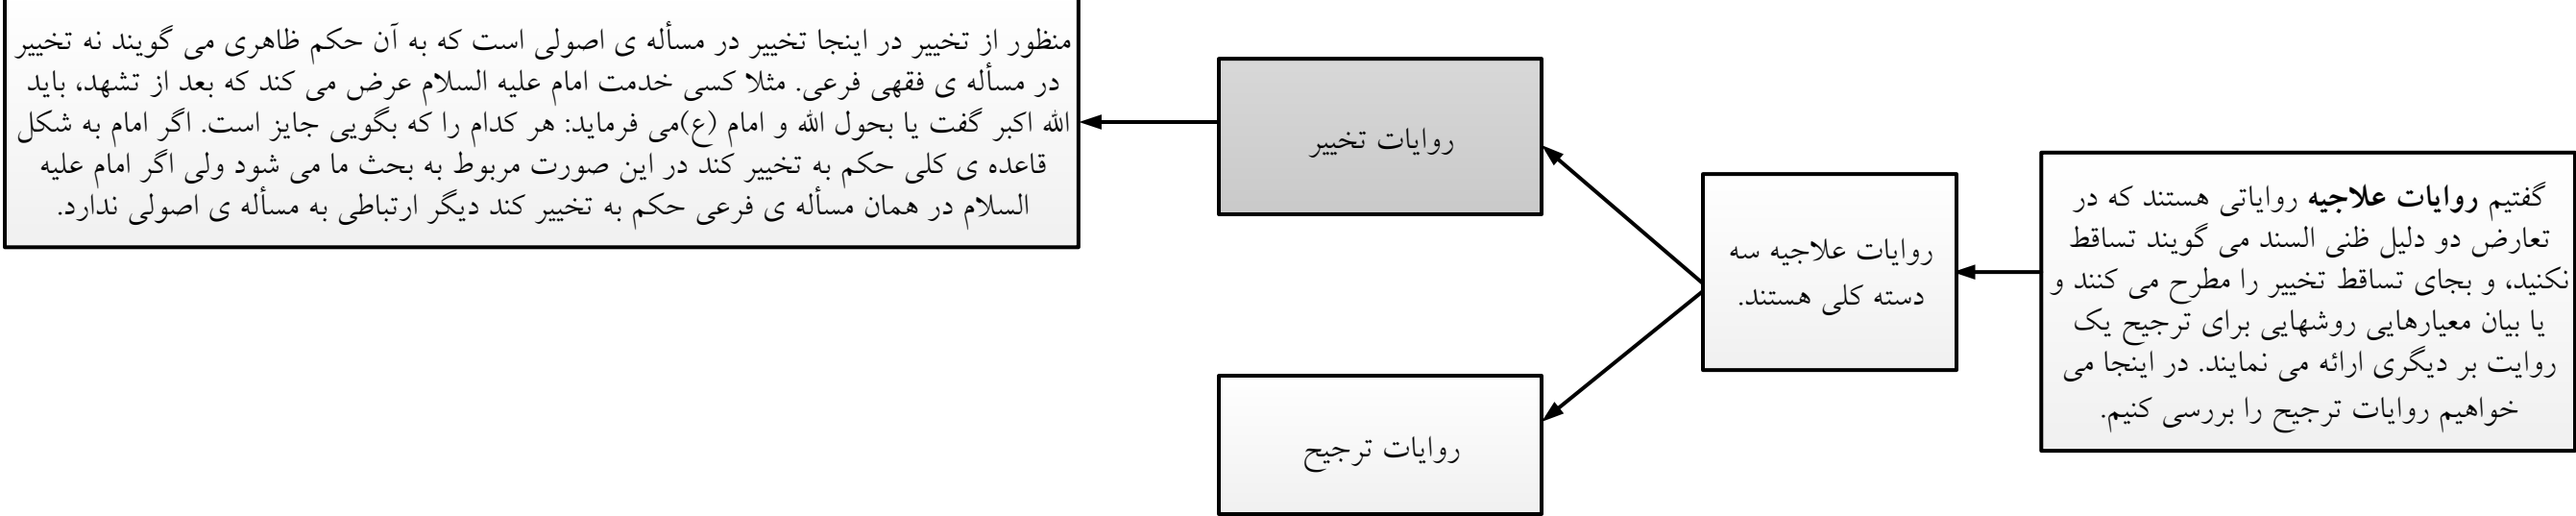 گفتیم روایات علاجیه روایاتی هستند که در
تعارض دو دلیل ظنی السند می گویند تساقط
نکنید، و بجای تساقط تخییر را مطرح می کنند و
یا بیان معیارهایی روشهایی برای ترجیح یک
روایت بر دیگری ارائه می نمایند. در اینجا می
خواهیم روایات ترجیح را بررسی کنیم.
روایات علاجیه سه
دسته کلی هستند.
روایات تخییر
منظور از تخییر در اینجا تخییر در مسأله ی اصولی است که به آن حکم ظاهری می گویند نه تخییر
در مسأله ی فقهی فرعی. مثلا کسی خدمت امام علیه السلام عرض می کند که بعد از تشهد، باید
الله اکبر گفت یا بحول الله و امام (ع)می فرماید: هر کدام را که بگویی جایز است. اگر امام به شکل
قاعده ی کلی حکم به تخییر کند در این صورت مربوط به بحث ما می شود ولی اگر امام علیه
السلام در همان مسأله ی فرعی حکم به تخییر کند دیگر ارتباطی به مسأله ی اصولی ندارد.
روایات ترجیح